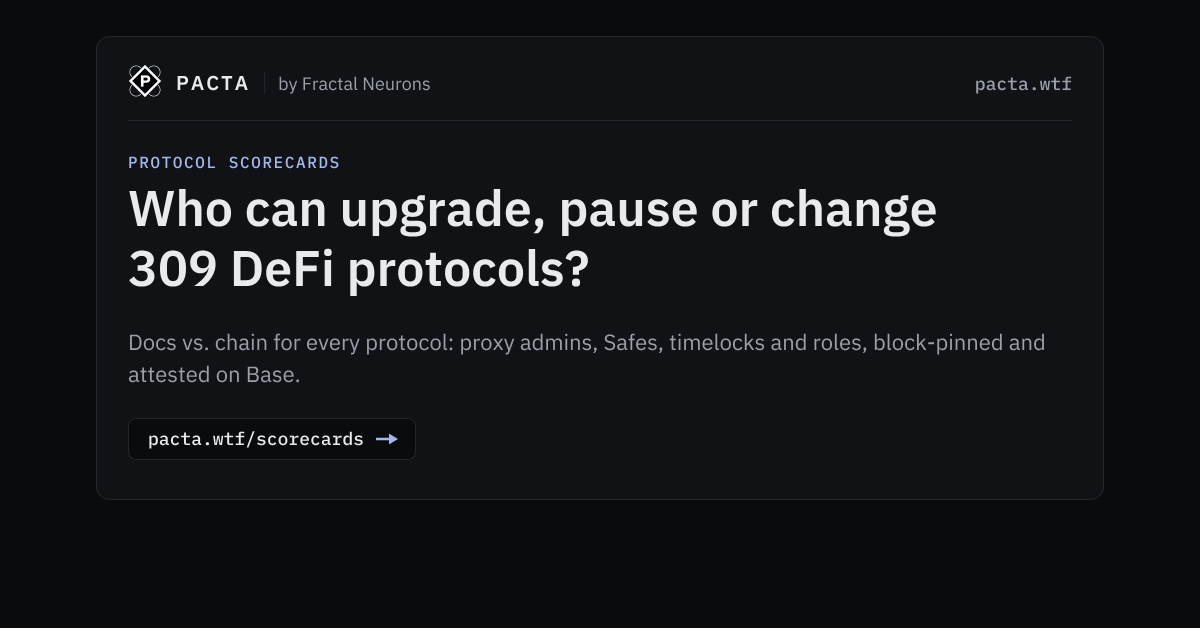 P PACTA by Fractal Neurons pacta.wtf
PROTOCOL SCORECARDS
Who can upgrade, pause or change
309 DeFi protocols?
Docs vs. chain for every protocol: proxy admins, Safes, timelocks and roles, block-pinned and
attested on Base.
pacta.wtf/scorecards →